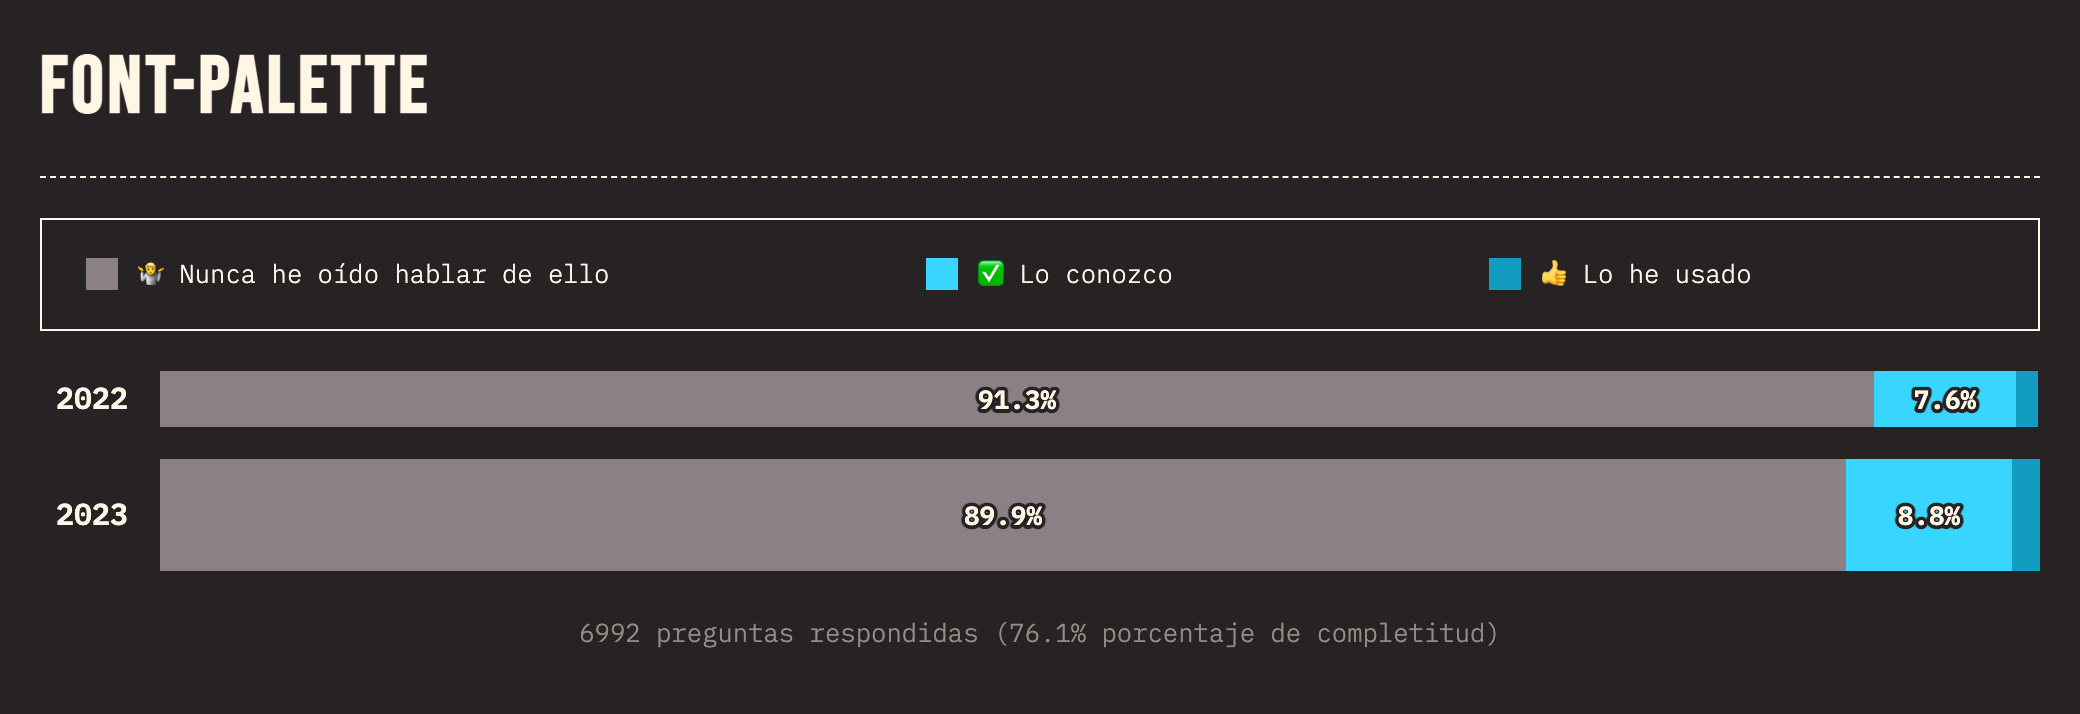 FONT-PALETTE
🤷 Nunca he oído hablar de ello
✅ Lo conozco
👍 Lo he usado
2022 91.3% 7.6%
2023 89.9% 8.8%
6992 preguntas respondidas (76.1% porcentaje de completitud)